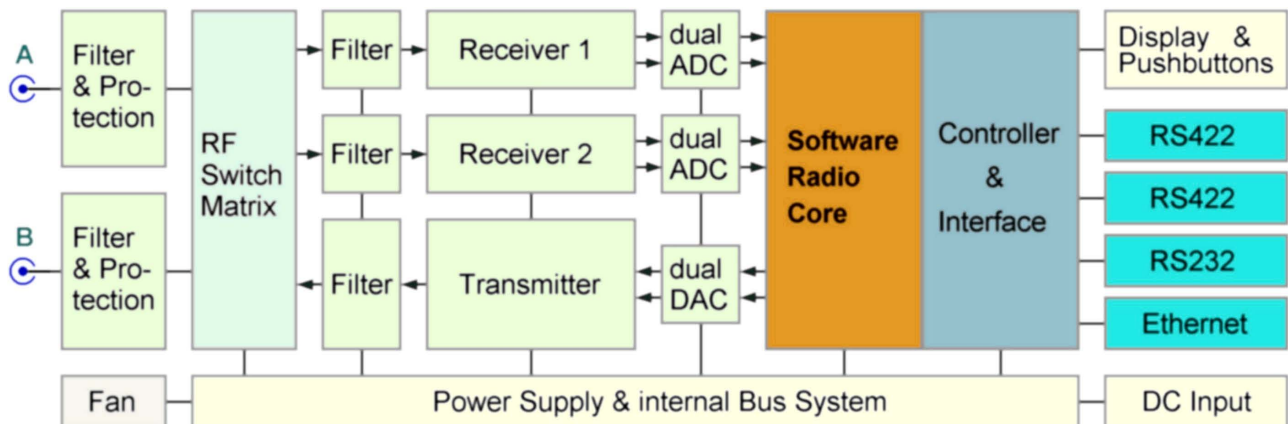 A
Filter
& Pro-
tection
B
Filter
& Pro-
tection
RF
Switch
Matrix
Filter
Receiver 1
dual
ADC
Filter
Receiver 2
dual
ADC
Filter
Transmitter
dual
DAC
Software
Radio
Core
Controller
&
Interface
Display &
Pushbuttons
RS422
RS422
RS232
Ethernet
Fan
Power Supply & internal Bus System
DC Input